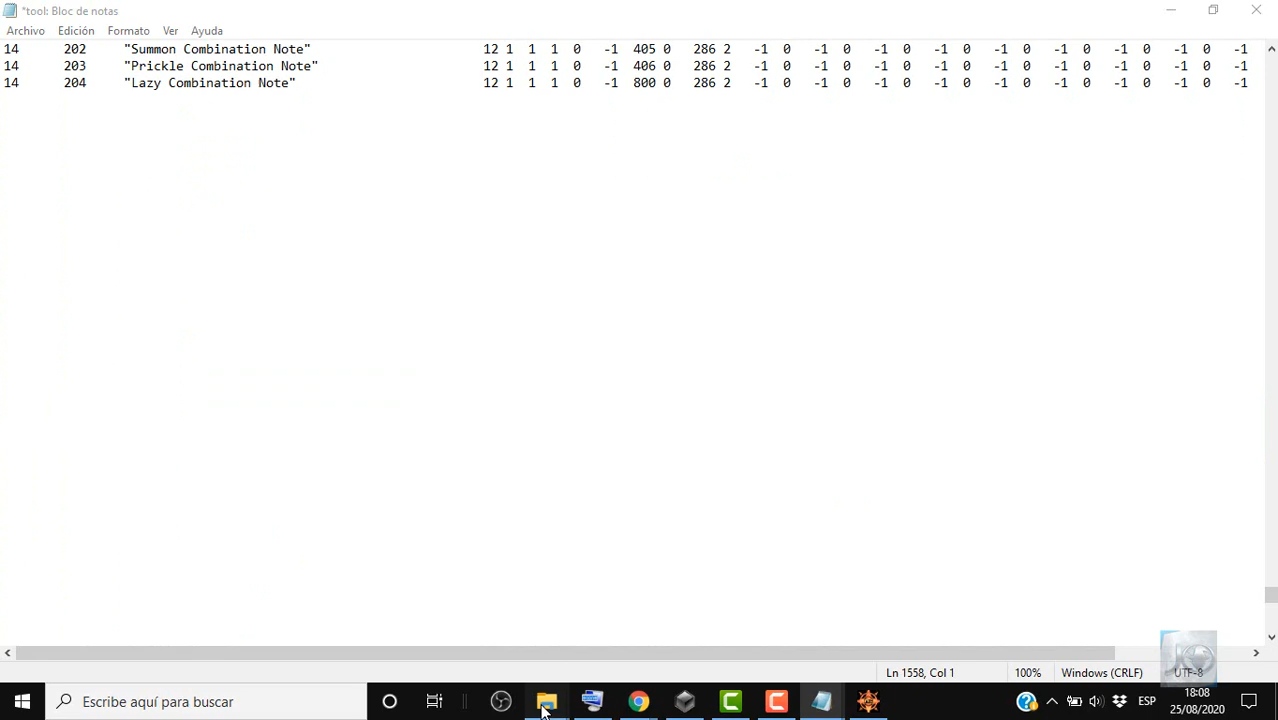 *tool: Bloc de notas
Archivo Edición Formato Ver Ayuda
14 202 "Summon Combination Note" 12 1 1 1 0 -1 405 0 286 2 -1 0 -1 0 -1 0 -1 0 -1 0 -1 0 -1 0 -1 0 -1
14 203 "Prickle Combination Note" 12 1 1 1 0 -1 406 0 286 2 -1 0 -1 0 -1 0 -1 0 -1 0 -1 0 -1 0 -1 0 -1
14 204 "Lazy Combination Note" 12 1 1 1 0 -1 800 0 286 2 -1 0 -1 0 -1 0 -1 0 -1 0 -1 0 -1 0 -1 0 -1
Ln 1558, Col 1 100% Windows (CRLF) UTF-8
Escribe aquí para buscar
ESP
18:08
25/08/2020